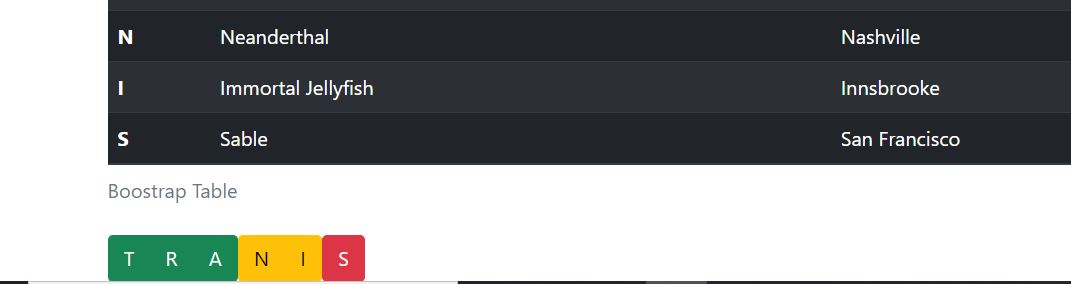 N Neanderthal Nashville
I Immortal Jellyfish Innsbrooke
S Sable San Francisco
Boostrap Table
T R A N I S